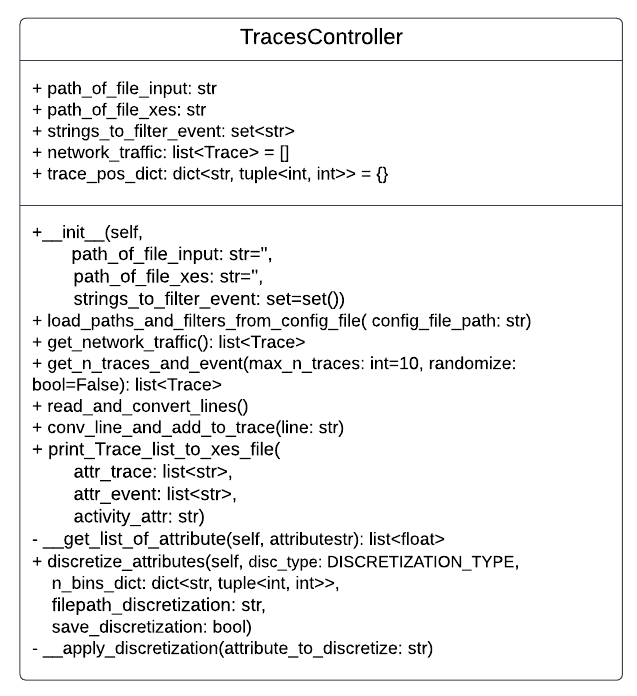 TracesController
+ path_of_file_input: str
+ path_of_file_xes: str
+ strings_to_filter_event: set<str>
+ network_traffic: list<Trace> = []
+ trace_pos_dict: dict<str, tuple<int, int>> = {}
+__init__(self,
path_of_file_input: str='',
path_of_file_xes: str='',
strings_to_filter_event: set=set())
+ load_paths_and_filters_from_config_file( config_file_path: str)
+ get_network_traffic(): list<Trace>
+ get_n_traces_and_event(max_n_traces: int=10, randomize:
bool=False): list<Trace>
+ read_and_convert_lines()
+ conv_line_and_add_to_trace(line: str)
+ print_Trace_list_to_xes_file(
attr_trace: list<str>,
attr_event: list<str>,
activity_attr: str)
- __get_list_of_attribute(self, attributestr): list<float>
+ discretize_attributes(self, disc_type: DISCRETIZATION_TYPE,
n_bins_dict: dict<str, tuple<int, int>>,
filepath_discretization: str,
save_discretization: bool)
- __apply_discretization(attribute_to_discretize: str)